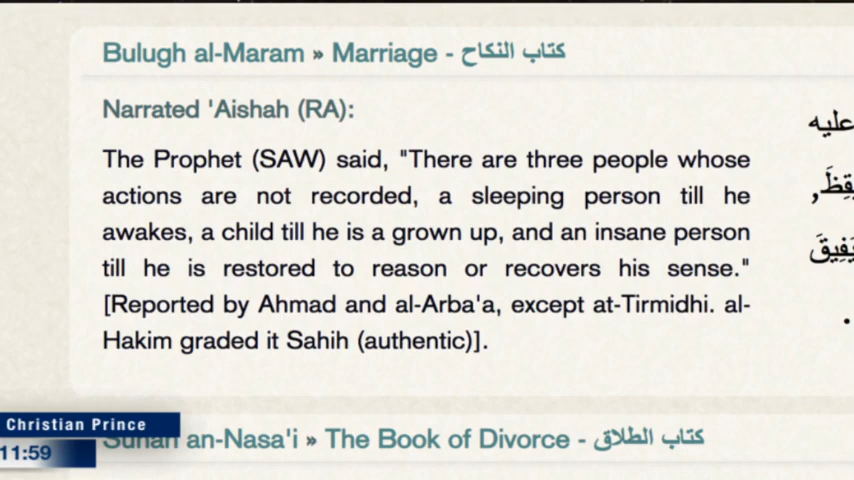 Bulugh al-Maram » Marriage - كتاب النكاح
Narrated 'Aishah (RA):
The Prophet (SAW) said, "There are three people whose
actions are not recorded, a sleeping person till he
awakes, a child till he is a grown up, and an insane person
till he is restored to reason or recovers his sense."
[Reported by Ahmad and al-Arba'a, except at-Tirmidhi. al-
Hakim graded it Sahih (authentic)].
عليه
Christian Prince
11:59
Sunan an-Nasa'i » The Book of Divorce - كتاب الطلاق